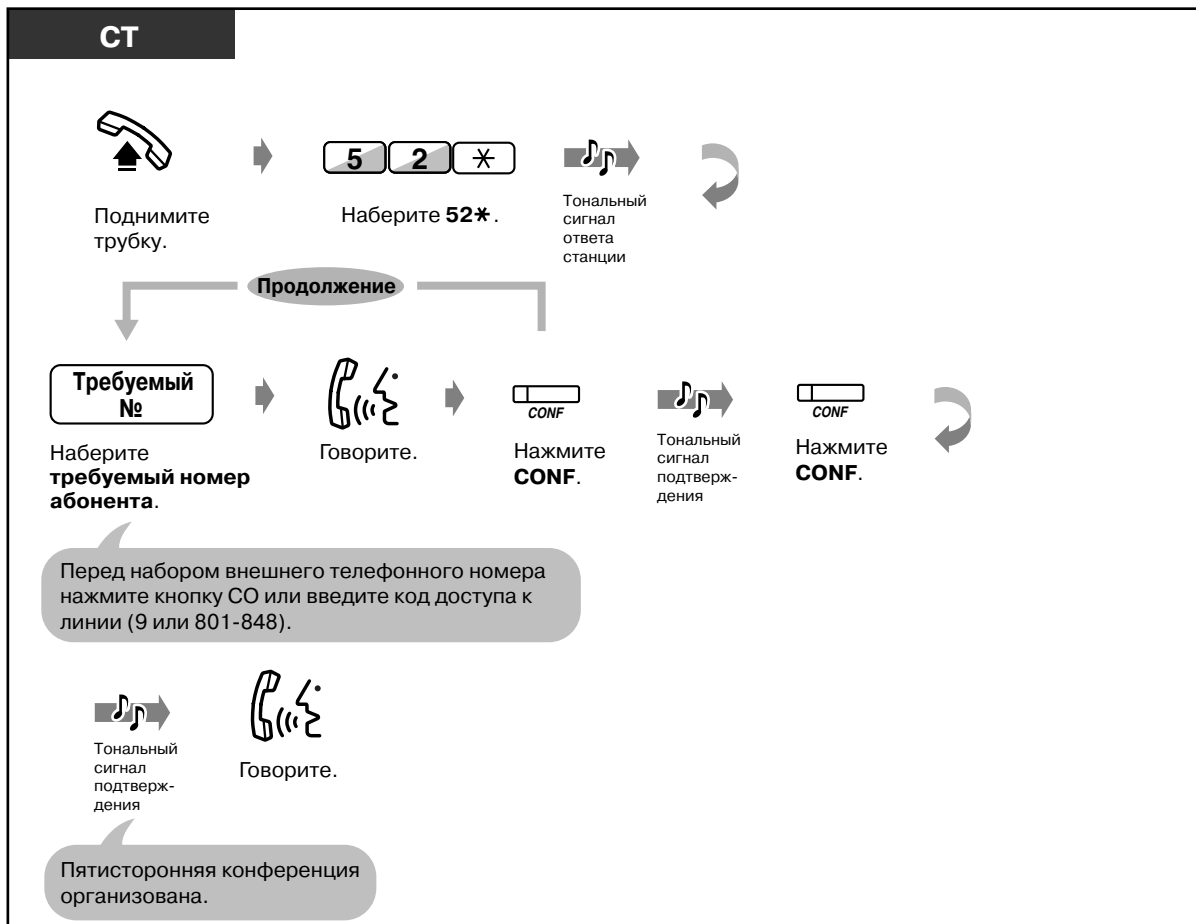 СТ
5 2 ✳
Поднимите
трубку.
Наберите 52✳.
Тональный
сигнал
ответа
станции
Продолжение
Требуемый
№
Наберите
требуемый номер
абонента.
Говорите.
CONF
Нажмите
CONF.
Тональный
сигнал
подтверж-
дения
CONF
Нажмите
CONF.
Перед набором внешнего телефонного номера
нажмите кнопку СО или введите код доступа к
линии (9 или 801-848).
Тональный
сигнал
подтверж-
дения
Говорите.
Пятисторонняя конференция
организована.